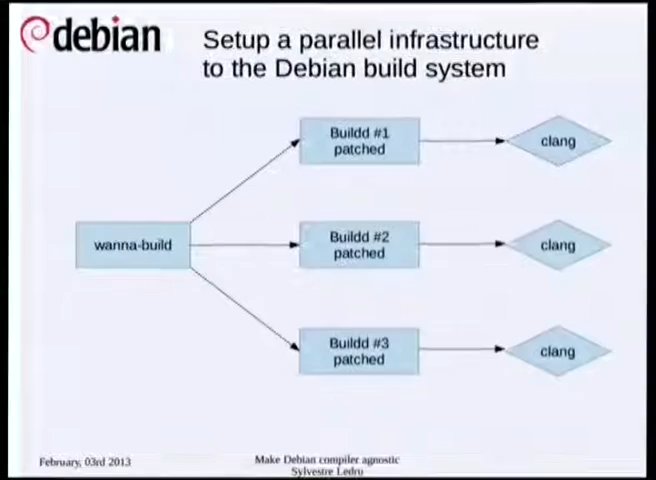 debian
Setup a parallel infrastructure
to the Debian build system
Buildd #1
patched
clang
wanna-build
Buildd #2
patched
clang
Buildd #3
patched
clang
February, 03rd 2013
Make Debian compiler agnostic
Sylvestre Ledru